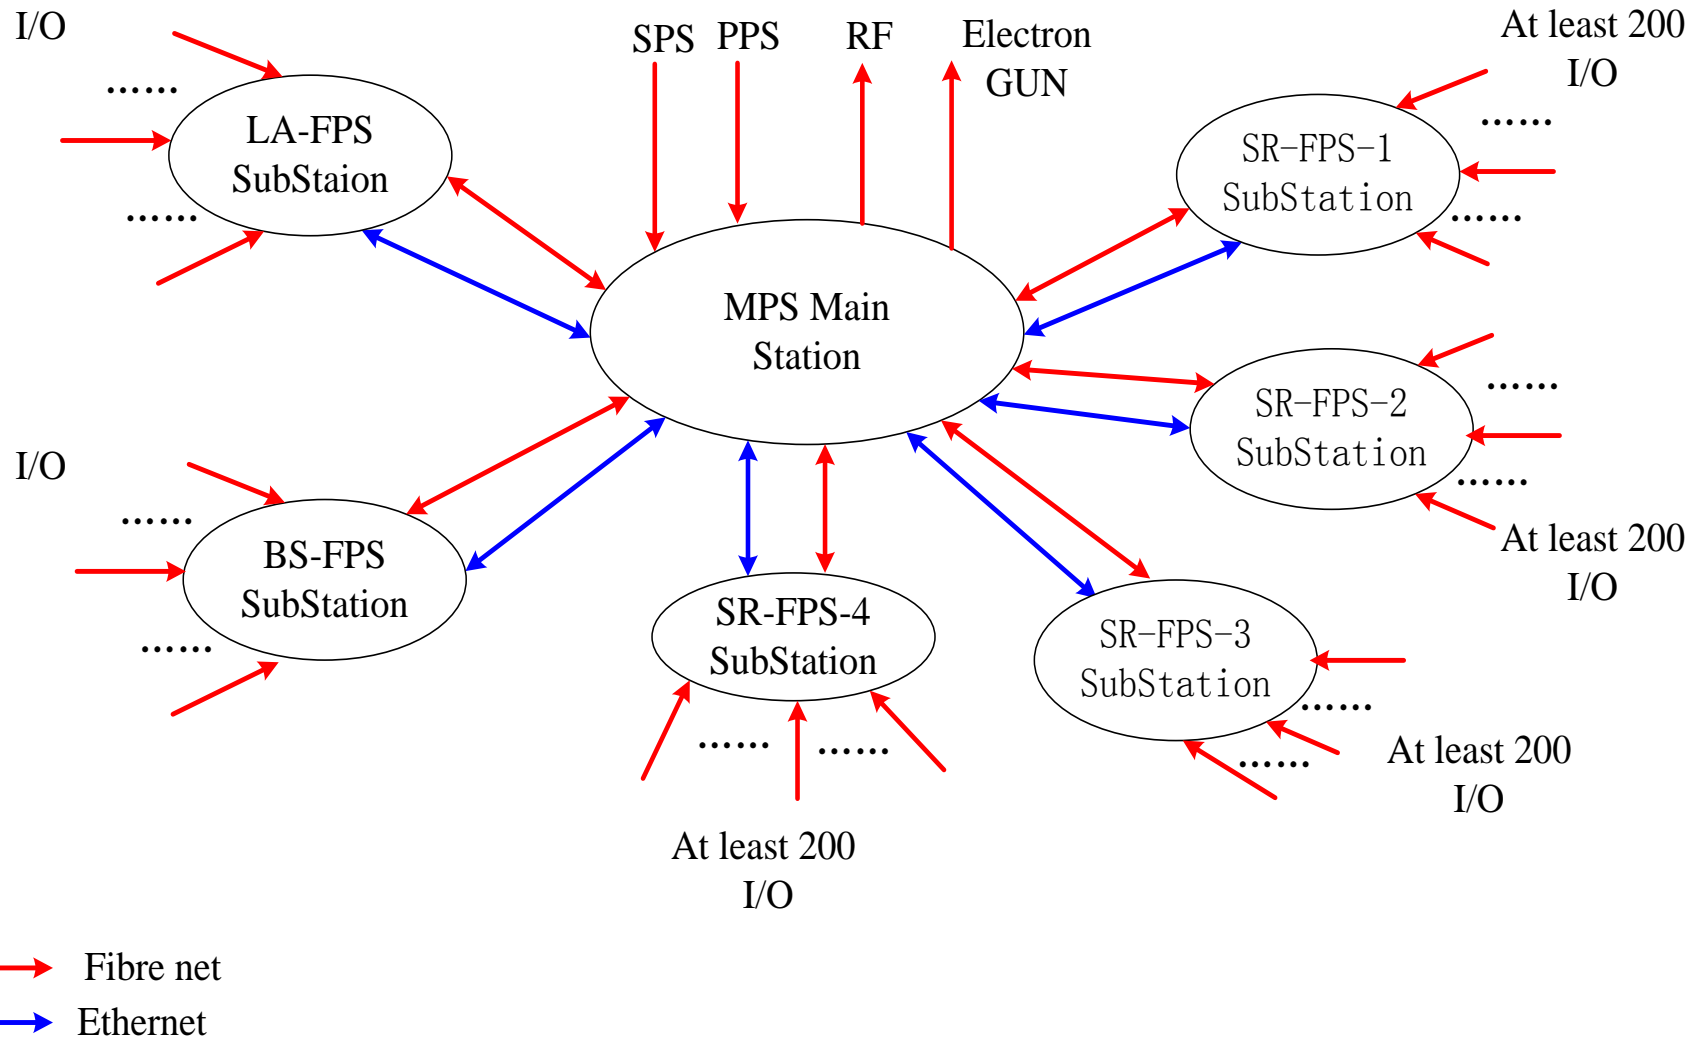 I/O
SPS
PPS
RF
Electron
GUN
At least 200
I/O
LA-FPS
SubStaion
......
......
SR-FPS-1
SubStation
......
......
MPS Main
Station
SR-FPS-2
SubStation
......
......
At least 200
I/O
I/O
......
BS-FPS
SubStation
......
SR-FPS-4
SubStation
......
......
At least 200
I/O
SR-FPS-3
SubStation
......
......
At least 200
I/O
Fibre net
Ethernet